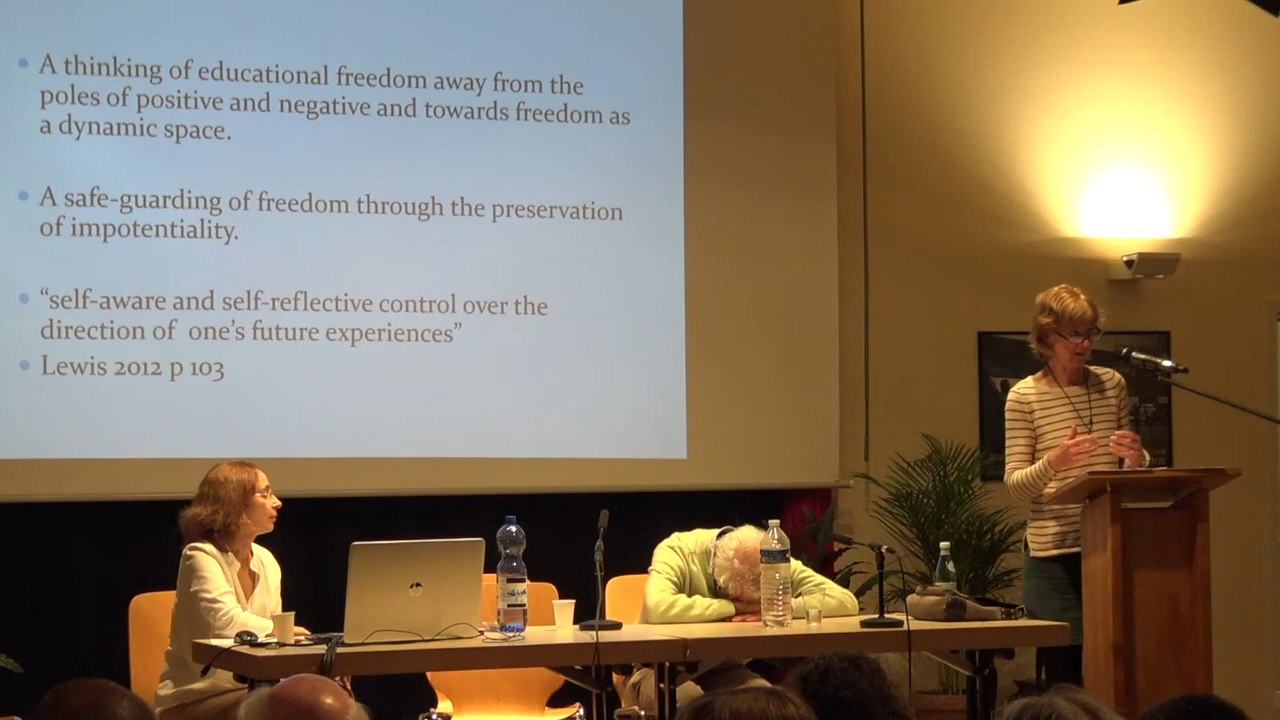 A thinking of educational freedom away from the
poles of positive and negative and towards freedom as
a dynamic space.
A safe-guarding of freedom through the preservation
of impotentiality.
“self-aware and self-reflective control over the
direction of one’s future experiences”
Lewis 2012 p 103
hp